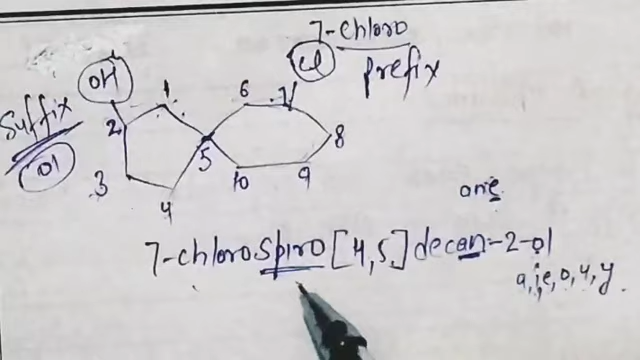 7-chloro
Cl
prefix
Suffix
OH
Ol
1
2
3
4
5
6
7
8
9
10
ane
7-chlorospiro[4,5]decan-2-ol
a, i, e, o, u, y.